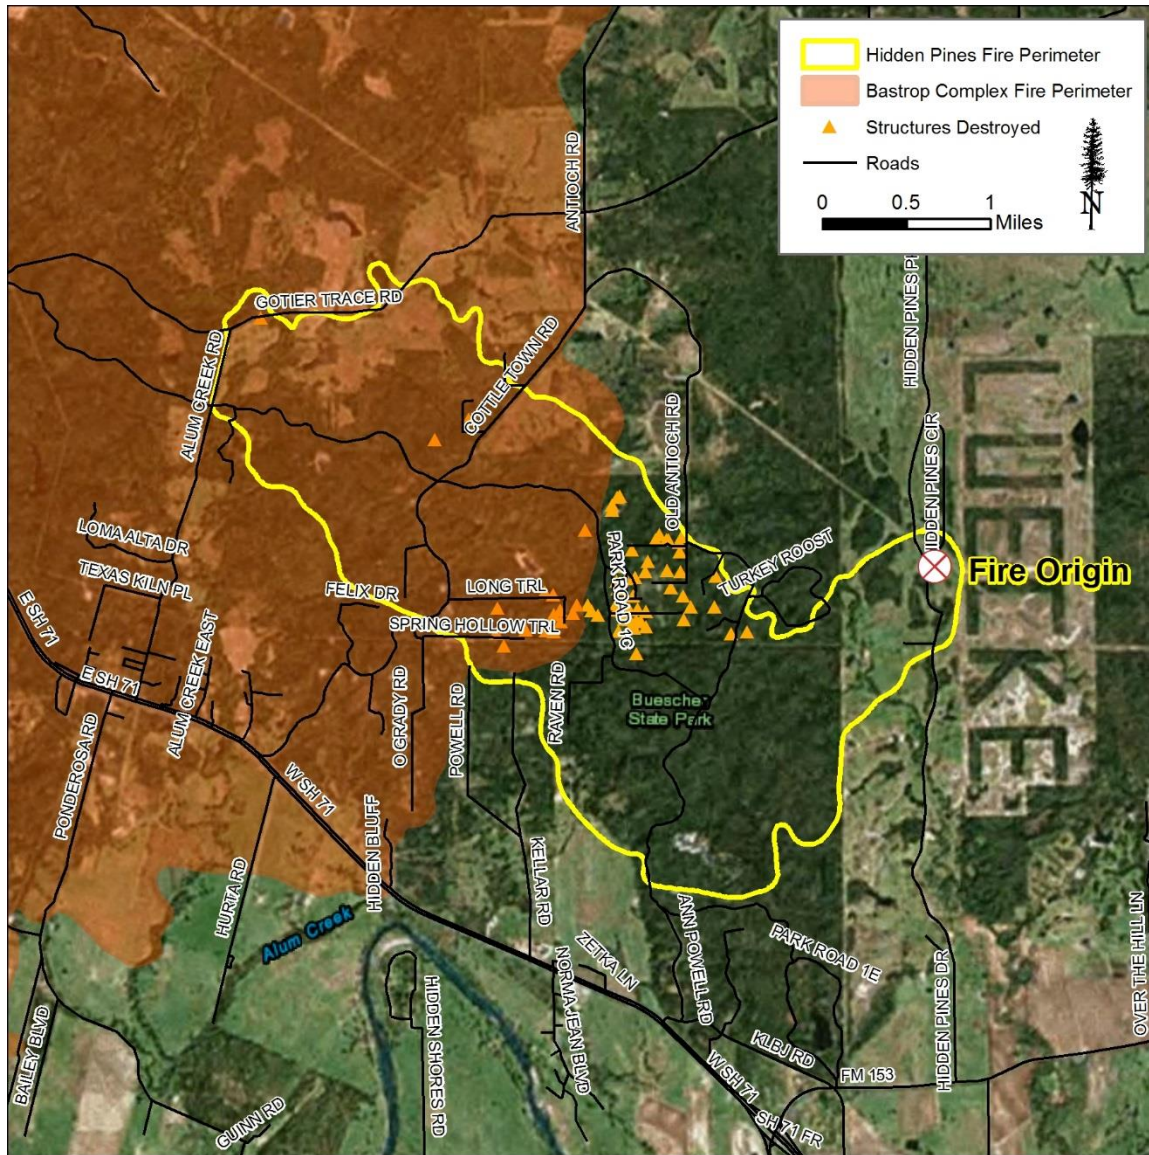 Hidden Pines Fire Perimeter
Bastrop Complex Fire Perimeter
Structures Destroyed
Roads
N
0 0.5 1
Miles
ANTIOCH RD
GOTIER TRACE RD
COTTLE TOWN RD
ALUM CREEK RD
OLD ANTIOCH RD
HIDDEN PINES CIR
LOMA ALTA DR
TEXAS KILN PL
FELIX DR
LONG TRL
SPRING HOLLOW TRL
PARK ROAD 1C
TURKEY ROOST
Fire Origin
LUECKE
E SH 71
E SH 71
ALUM CREEK EAST
O GRADY RD
POWELL RD
RAVEN RD
Buescher
State Park
PONDEROSA RD
W SH 71
HIDDEN BLUFF
HURTA RD
KELLAR RD
Alum Creek
ANN POWELL RD
PARK ROAD 1E
ZETKA LN
NORMA JEAN BLVD
HIDDEN SHORES RD
HIDDEN PINES DR
OVER THE HILL LN
KLBJ RD
FM 153
W SH 71
SH 71 FR
BAILEY BLVD
GUINN RD